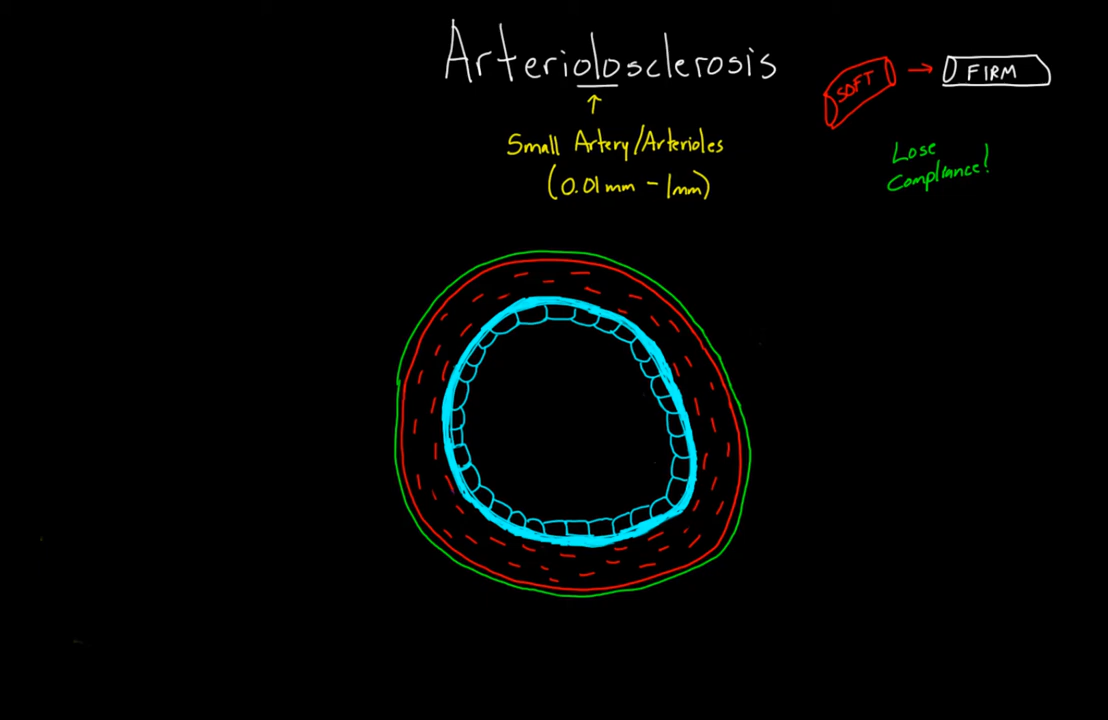 Arteriolosclerosis
Small Artery/Arterioles
(0.01mm - 1mm)
SOFT → FIRM
Lose
Compliance!